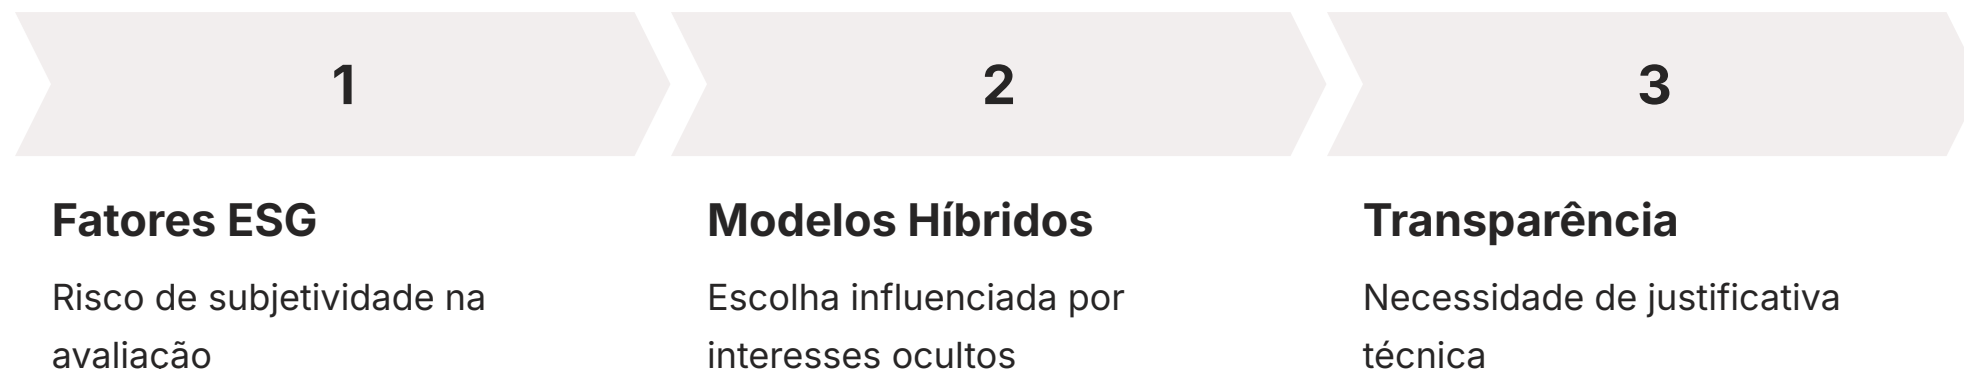 1
2
3
Fatores ESG
Risco de subjetividade na
avaliação
Modelos Híbridos
Escolha influenciada por
interesses ocultos
Transparência
Necessidade de justificativa
técnica